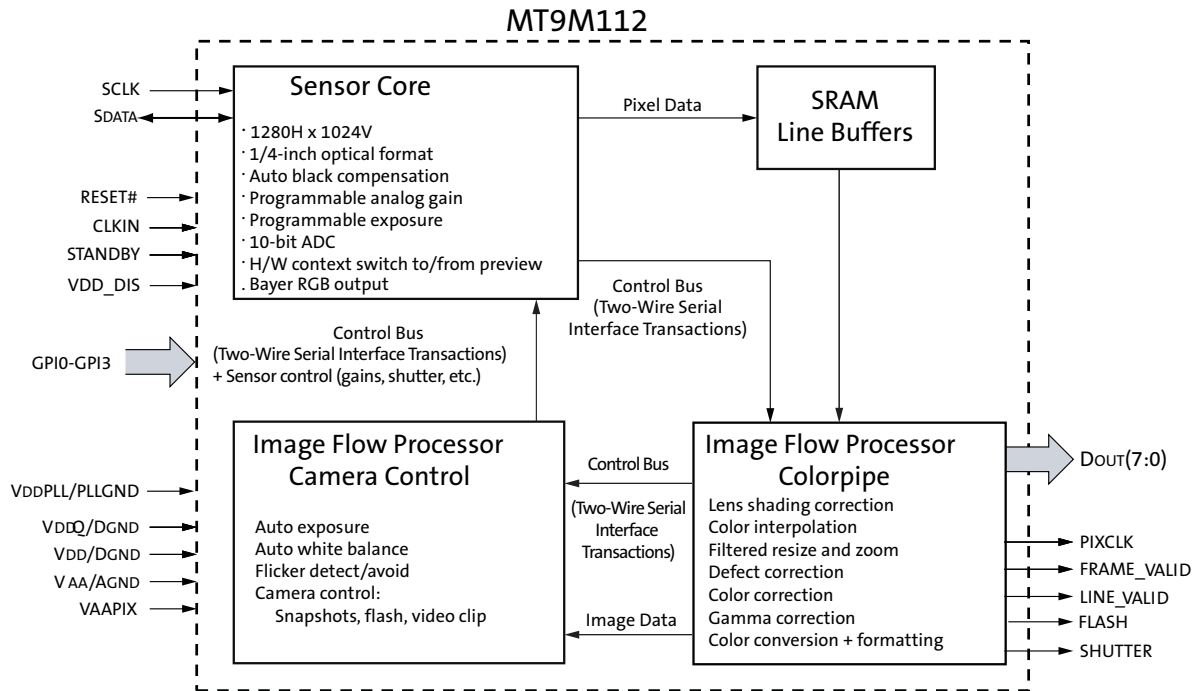 MT9M112
SCLK
SDATA
RESET#
CLKIN
STANDBY
VDD_DIS
GPI0-GPI3
VDDPLL/PLLGND
VDDQ/DGND
VDD/DGND
VAA/AGND
VAAPIX
Sensor Core
· 1280H x 1024V
· 1/4-inch optical format
· Auto black compensation
· Programmable analog gain
· Programmable exposure
· 10-bit ADC
· H/W context switch to/from preview
. Bayer RGB output
Pixel Data
SRAM
Line Buffers
Control Bus
(Two-Wire Serial
Interface Transactions)
Control Bus
(Two-Wire Serial Interface Transactions)
+ Sensor control (gains, shutter, etc.)
Image Flow Processor
Camera Control
Auto exposure
Auto white balance
Flicker detect/avoid
Camera control:
Snapshots, flash, video clip
Control Bus
(Two-Wire Serial
Interface
Transactions)
Image Data
Image Flow Processor
Colorpipe
Lens shading correction
Color interpolation
Filtered resize and zoom
Defect correction
Color correction
Gamma correction
Color conversion + formatting
DOUT(7:0)
PIXCLK
FRAME_VALID
LINE_VALID
FLASH
SHUTTER